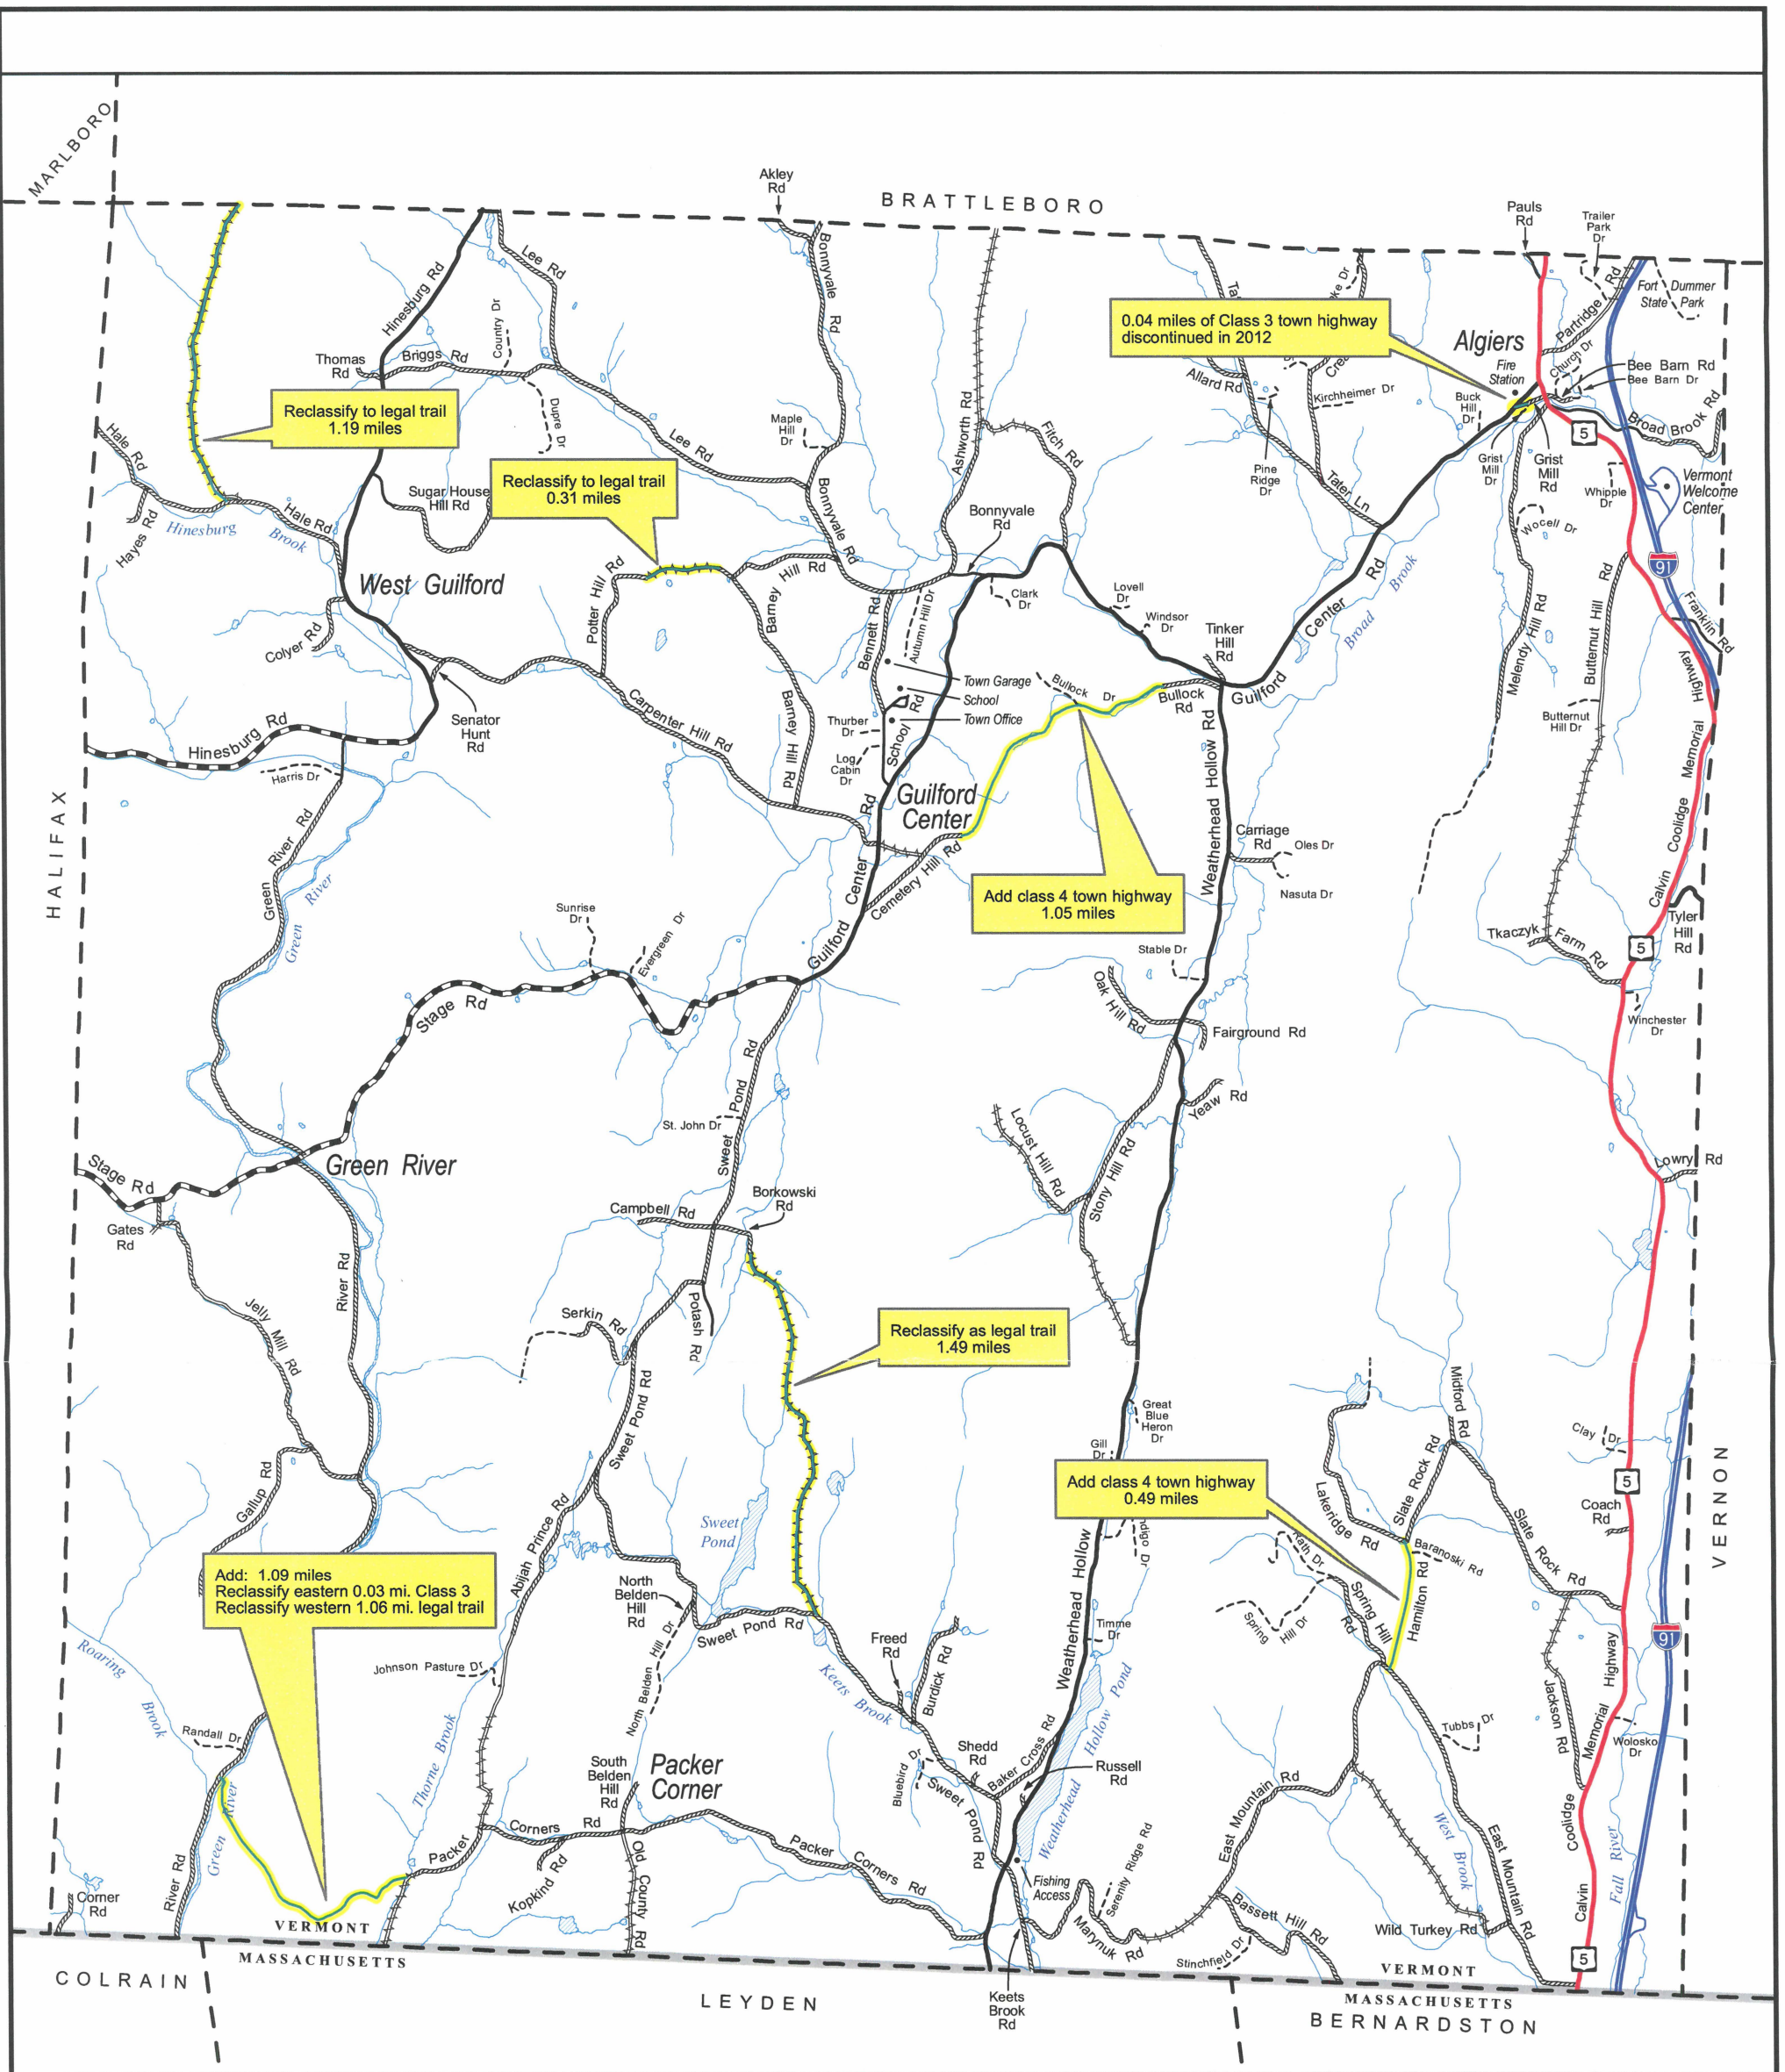 MARLBORO
BRATTLEBORO
Akley
Rd
Pauls
Rd
Trailer
Park
Dr
Hinesburg Rd
Lee Rd
Bonnyvale Rd
Partridge Rd
Fort Dummer
State Park
0.04 miles of Class 3 town highway
discontinued in 2012
Algiers
Fire
Station
Church Dr
Bee Barn Rd
Bee Barn Dr
Broad Brook Rd
Thomas
Rd
Briggs Rd
Country Dr
Dupre Dr
Reclassify to legal trail
1.19 miles
Allard Rd
Kirchheimer Dr
Buck
Hill
Dr
5
Hale Rd
Maple
Hill
Dr
Lee Rd
Ashworth Rd
Fitch Rd
Pine
Ridge
Dr
Tater Ln
Grist
Mill
Dr
Grist
Mill
Rd
Whipple
Dr
Vermont
Welcome
Center
Reclassify to legal trail
0.31 miles
Sugar House
Hill Rd
Hayes Rd
Hinesburg Brook
Hale Rd
Bonnyvale Rd
Bonnyvale
Rd
Wocell Dr
91
West Guilford
Potter Hill Rd
Barney Hill Rd
Bennett Rd
Autumn Hill Dr
Clark
Dr
Lovell
Dr
Windsor
Dr
Tinker
Hill
Rd
Guilford Center Rd
Broad Brook
Melendy Hill Rd
Butternut Hill Rd
Franklin Rd
Colyer Rd
Town Garage
School
Town Office
Bullock Dr
Bullock
Rd
Senator
Hunt
Rd
Carpenter Hill Rd
Barney Hill Rd
Thurber
Dr
School Rd
Log
Cabin
Dr
Butternut
Hill Dr
Hinesburg Rd
Harris Dr
Guilford
Center
Weatherhead Hollow Rd
Calvin Coolidge Memorial Highway
HALIFAX
Green River Rd
Green River
Guilford Center Rd
Cemetery Hill Rd
Add class 4 town highway
1.05 miles
Carriage
Rd
Oles Dr
Nasuta Dr
Sunrise
Dr
Evergreen Dr
Stable Dr
Tkaczyk Farm Rd
Tyler
Hill
Rd
5
Stage Rd
Oak Hill Rd
Fairground Rd
Winchester
Dr
Sweet Pond Rd
St. John Dr
Locust Hill Rd
Yeaw Rd
Stony Hill Rd
Green River
Stage Rd
Gates
Rd
Lowry Rd
Campbell Rd
Borkowski
Rd
River Rd
Jelly Mill Rd
Potash Rd
Serkin Rd
Reclassify as legal trail
1.49 miles
Sweet Pond Rd
Great
Blue
Heron
Dr
Gill
Dr
Midford Rd
Clay Dr
Gallup Rd
Add class 4 town highway
0.49 miles
Slate Rock Rd
5
Coach
Rd
VERNON
Abijah Prince Rd
Sweet
Pond
Lakeridge Rd
Baranoski Rd
Slate Rock Rd
Add: 1.09 miles
Reclassify eastern 0.03 mi. Class 3
Reclassify western 1.06 mi. legal trail
North
Belden
Hill
Rd
Rath Dr
Spring Hill Rd
Hamilton Rd
Spring Hill Dr
Sweet Pond Rd
Weatherhead Hollow
Timme
Dr
91
Roaring Brook
Johnson Pasture Dr
North Belden Hill Dr
Keets Brook
Freed
Rd
Burdick Rd
Jackson Rd
Tubbs Dr
Wolosko
Dr
Randall Dr
Thorne Brook
South
Belden
Hill
Rd
Packer
Corner
Bluebird Dr
Shedd
Rd
Baker Cross Rd
Russell
Rd
Weatherhead Hollow Pond
East Mountain Rd
Calvin Coolidge Memorial Highway
Green River
River Rd
Packer Corners Rd
Kopkind Rd
Old County Rd
Packer Corners Rd
Sweet Pond Rd
Fishing
Access
Serenity Ridge Rd
West Brook
East Mountain Rd
Fall River
Corner
Rd
Marynuk Rd
Bassett Hill Rd
Stinchfield Dr
Wild Turkey Rd
5
VERMONT
MASSACHUSETTS
VERMONT
MASSACHUSETTS
COLRAIN
LEYDEN
Keets
Brook
Rd
BERNARDSTON